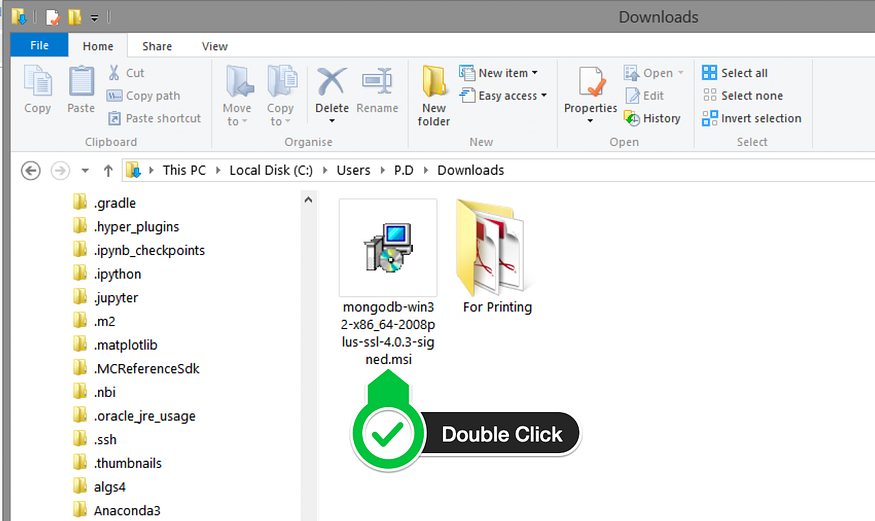 Downloads
File Home Share View
Copy
Paste
Cut
Copy path
Paste shortcut
Clipboard
Move
to
Copy
to
Delete
Rename
Organise
New
folder
New item
Easy access
New
Properties
Open
Edit
History
Open
Select all
Select none
Invert selection
Select
This PC Local Disk (C:) Users P.D Downloads
.gradle
.hyper_plugins
.ipynb_checkpoints
.ipython
.jupyter
.m2
.matplotlib
.MCReferenceSdk
.nbi
.oracle_jre_usage
.ssh
.thumbnails
algs4
Anaconda3
mongodb-win3
2-x86_64-2008p
lus-ssl-4.0.3-sig
ned.msi
For Printing
Double Click